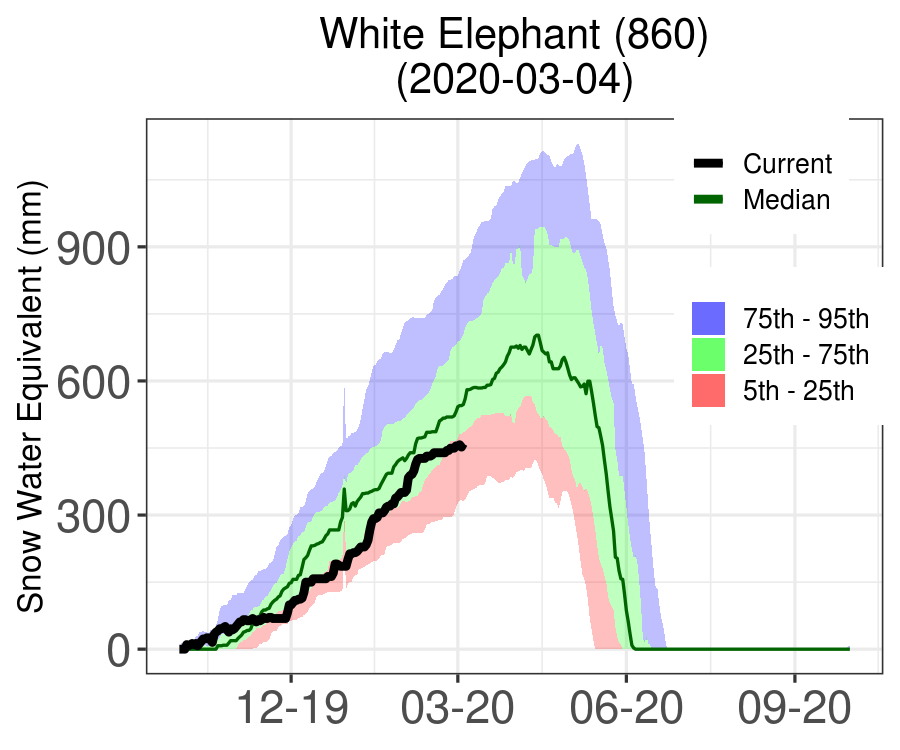 White Elephant (860)
(2020-03-04)
Snow Water Equivalent (mm)
900
600
300
0
12-19
03-20
06-20
09-20
Current
Median
75th - 95th
25th - 75th
5th - 25th